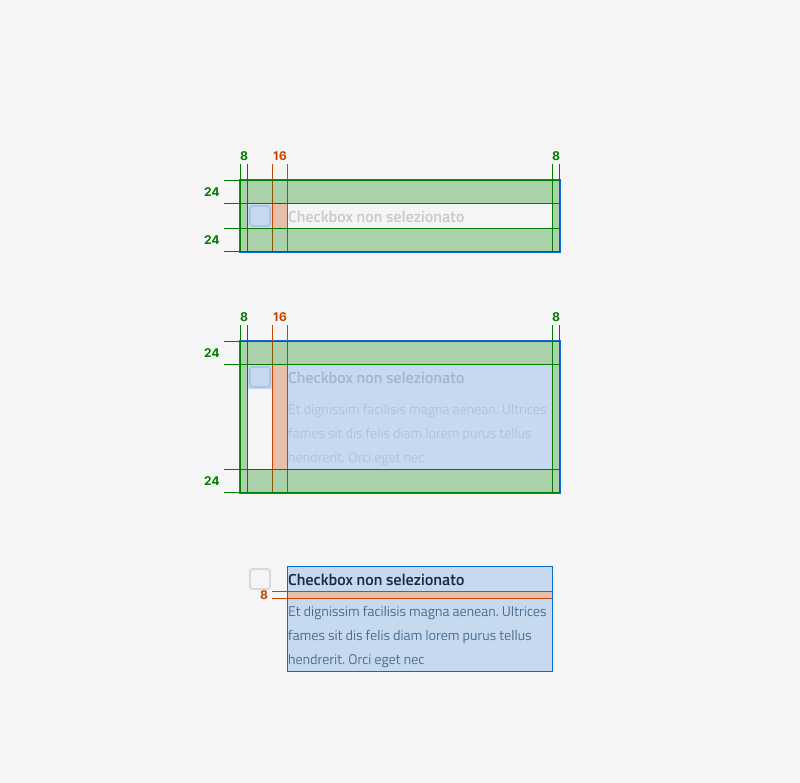 8 16 8
24
Checkbox non selezionato
24
8 16 8
24
Checkbox non selezionato
Et dignissim facilisis magna aenean. Ultrices
fames sit dis felis diam lorem purus tellus
hendrerit. Orci eget nec
24
Checkbox non selezionato
8
Et dignissim facilisis magna aenean. Ultrices
fames sit dis felis diam lorem purus tellus
hendrerit. Orci eget nec